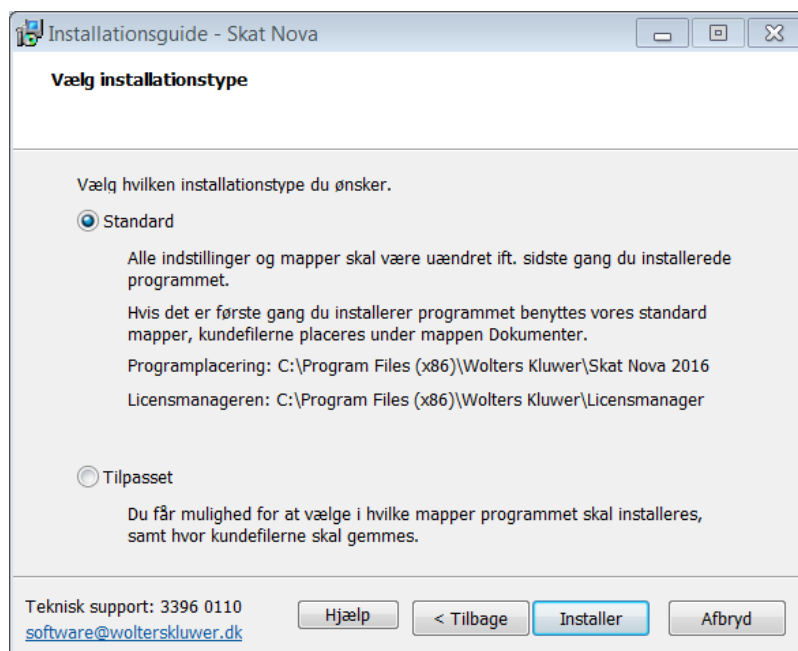 Installationsguide - Skat Nova
Vælg installationstype
Vælg hvilken installationstype du ønsker.
Standard
Alle indstillinger og mapper skal være uændret ift. sidste gang du installerede
programmet.
Hvis det er første gang du installerer programmet benyttes vores standard
mapper, kundefilerne placeres under mappen Dokumenter.
Programplacering: C:\Program Files (x86)\Wolters Kluwer\Skat Nova 2016
Licensmanageren: C:\Program Files (x86)\Wolters Kluwer\Licensmanager
Tilpasset
Du får mulighed for at vælge i hvilke mapper programmet skal installeres,
samt hvor kundefilerne skal gemmes.
Teknisk support: 3396 0110
software@wolterskluwer.dk
Hjælp
< Tilbage
Installer
Afbryd